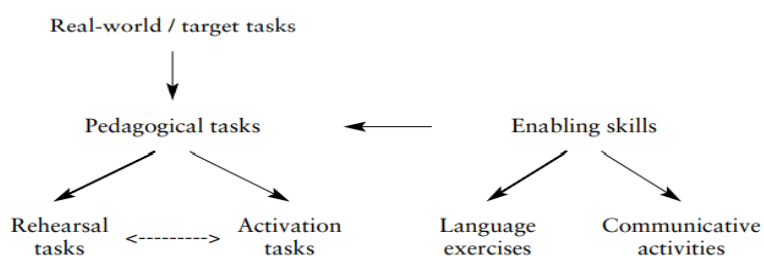 Real-world / target tasks
Pedagogical tasks
Enabling skills
Rehearsal
tasks
<--------->
Activation
tasks
Language
exercises
Communicative
activities